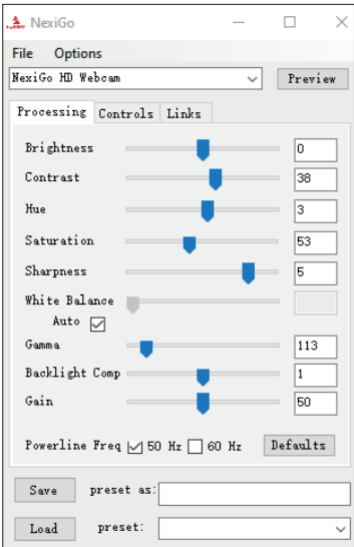 NexiGo
File Options
NexiGo HD Webcam Preview
Processing Controls Links
Brightness 0
Contrast 38
Hue 3
Saturation 53
Sharpness 5
White Balance
Auto
Gamma 113
Backlight Comp 1
Gain 50
Powerline Freq 50 Hz 60 Hz Defaults
Save preset as:
Load preset: